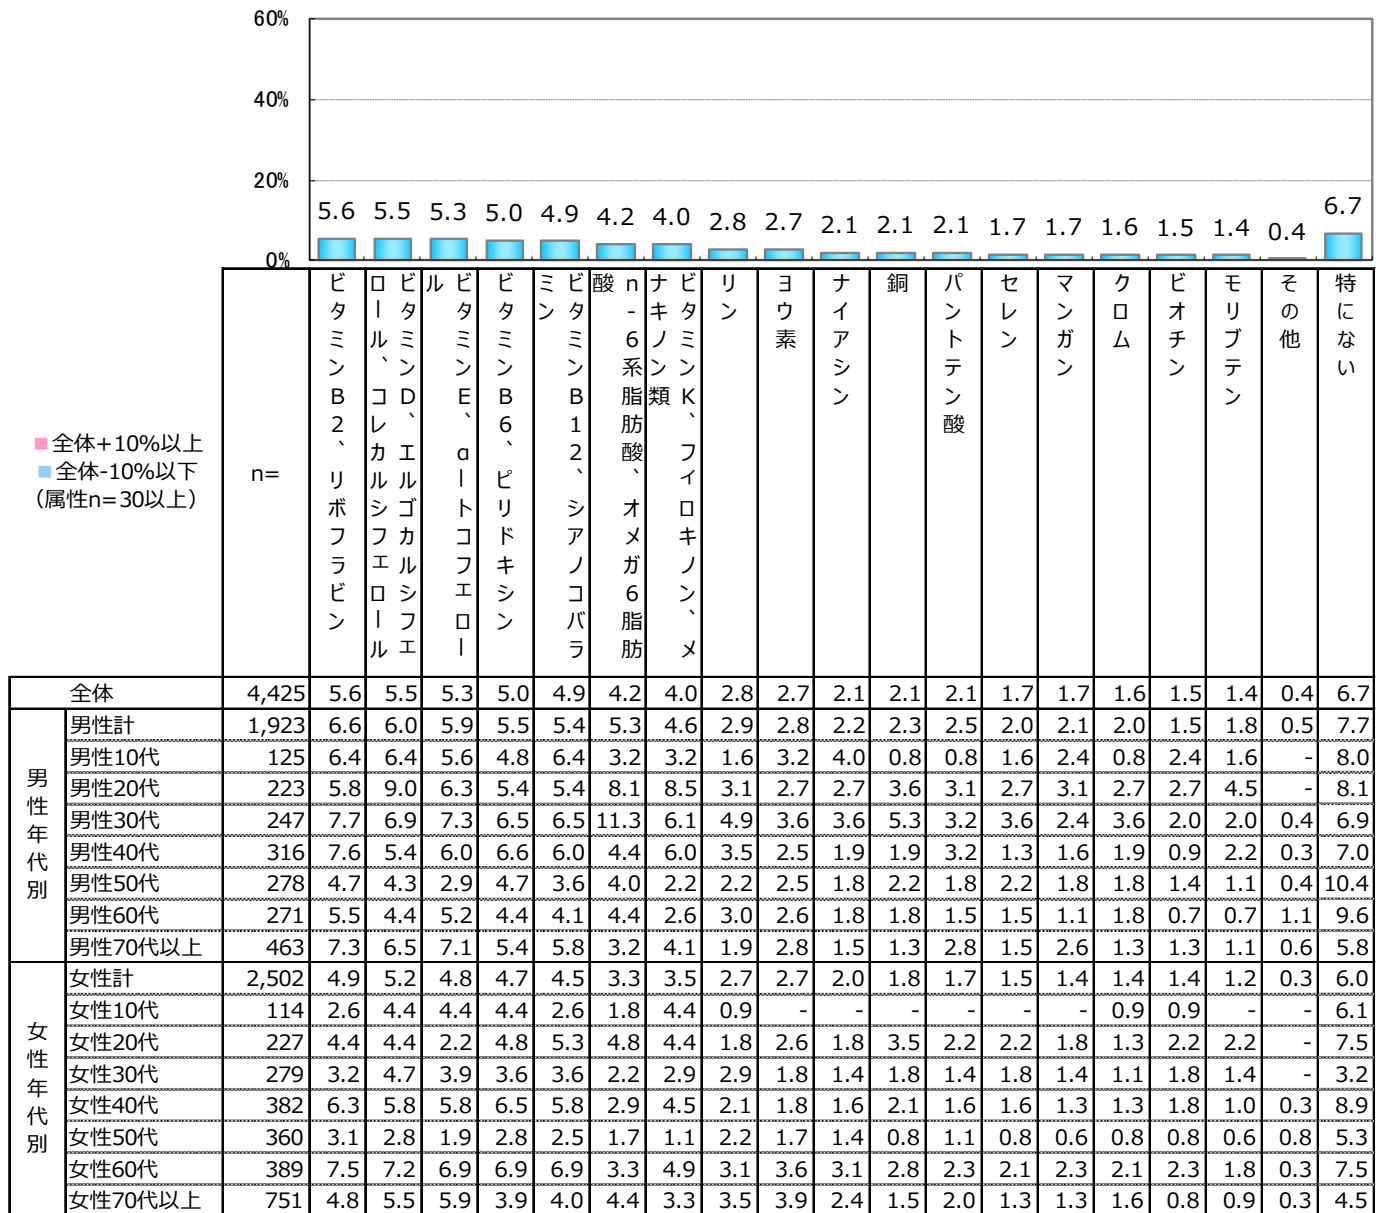 60%
40%
20%
0%
5.6 5.5 5.3 5.0 4.9 4.2 4.0 2.8 2.7 2.1 2.1 2.1 1.7 1.7 1.6 1.5 1.4 0.4 6.7
■全体+10%以上
■全体-10%以下
（属性n=30以上）
n=
ビタミンB2、リボフラビン
ビタミンD、エルゴカルシフエ
ロール、コレカルシフエロール
ビタミンE、αートコフエロー
ル
ビタミンB6、ピリドキシン
ビタミンB12、シアノコバラ
ミン
n-6系脂肪酸、オメガ6脂肪
酸
ビタミンK、フイロキノン、メ
ナキノン類
リン
ヨウ素
ナイアシン
銅
パントテン酸
セレン
マンガン
クロム
ビオチン
モリブテン
その他
特にない
全体 4,425 5.6 5.5 5.3 5.0 4.9 4.2 4.0 2.8 2.7 2.1 2.1 2.1 1.7 1.7 1.6 1.5 1.4 0.4 6.7
男性年代別
男性計 1,923 6.6 6.0 5.9 5.5 5.4 5.3 4.6 2.9 2.8 2.2 2.3 2.5 2.0 2.1 2.0 1.5 1.8 0.5 7.7
男性10代 125 6.4 6.4 5.6 4.8 6.4 3.2 3.2 1.6 3.2 4.0 0.8 0.8 1.6 2.4 0.8 2.4 1.6 - 8.0
男性20代 223 5.8 9.0 6.3 5.4 5.4 8.1 8.5 3.1 2.7 2.7 3.6 3.1 2.7 3.1 2.7 2.7 4.5 - 8.1
男性30代 247 7.7 6.9 7.3 6.5 6.5 11.3 6.1 4.9 3.6 3.6 5.3 3.2 3.6 2.4 3.6 2.0 2.0 0.4 6.9
男性40代 316 7.6 5.4 6.0 6.6 6.0 4.4 6.0 3.5 2.5 1.9 1.9 3.2 1.3 1.6 1.9 0.9 2.2 0.3 7.0
男性50代 278 4.7 4.3 2.9 4.7 3.6 4.0 2.2 2.2 2.5 1.8 2.2 1.8 2.2 1.8 1.8 1.4 1.1 0.4 10.4
男性60代 271 5.5 4.4 5.2 4.4 4.1 4.4 2.6 3.0 2.6 1.8 1.8 1.5 1.5 1.1 1.8 0.7 0.7 1.1 9.6
男性70代以上 463 7.3 6.5 7.1 5.4 5.8 3.2 4.1 1.9 2.8 1.5 1.3 2.8 1.5 2.6 1.3 1.3 1.1 0.6 5.8
女性年代別
女性計 2,502 4.9 5.2 4.8 4.7 4.5 3.3 3.5 2.7 2.7 2.0 1.8 1.7 1.5 1.4 1.4 1.4 1.2 0.3 6.0
女性10代 114 2.6 4.4 4.4 4.4 2.6 1.8 4.4 0.9 - - - - - - 0.9 0.9 - - 6.1
女性20代 227 4.4 4.4 2.2 4.8 5.3 4.8 4.4 1.8 2.6 1.8 3.5 2.2 2.2 1.8 1.3 2.2 2.2 - 7.5
女性30代 279 3.2 4.7 3.9 3.6 3.6 2.2 2.9 2.9 1.8 1.4 1.8 1.4 1.8 1.4 1.1 1.8 1.4 - 3.2
女性40代 382 6.3 5.8 5.8 6.5 5.8 2.9 4.5 2.1 1.8 1.6 2.1 1.6 1.6 1.3 1.3 1.8 1.0 0.3 8.9
女性50代 360 3.1 2.8 1.9 2.8 2.5 1.7 1.1 2.2 1.7 1.4 0.8 1.1 0.8 0.6 0.8 0.8 0.6 0.8 5.3
女性60代 389 7.5 7.2 6.9 6.9 6.9 3.3 4.9 3.1 3.6 3.1 2.8 2.3 2.1 2.3 2.1 2.3 1.8 0.3 7.5
女性70代以上 751 4.8 5.5 5.9 3.9 4.0 4.4 3.3 3.5 3.9 2.4 1.5 2.0 1.3 1.3 1.6 0.8 0.9 0.3 4.5